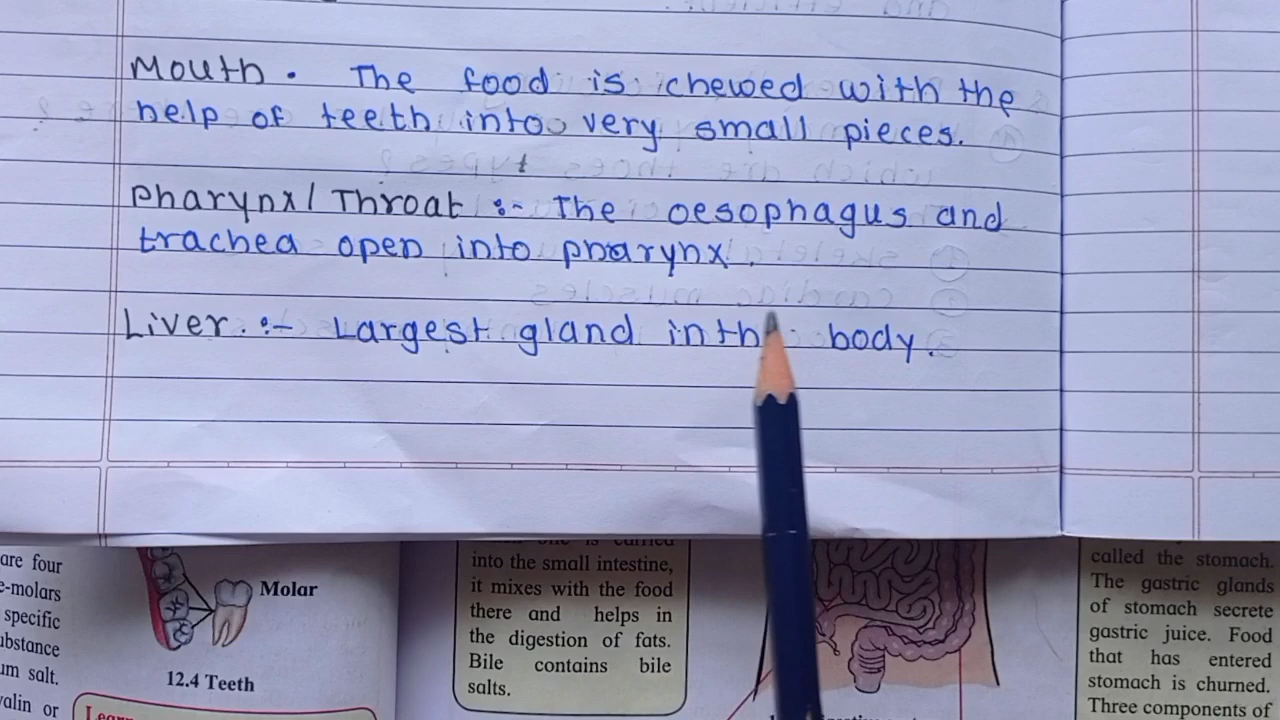 Mouth. The food is chewed with the
help of teeth into very small pieces.
Pharynx/ Throat :- The oesophagus and
trachea open into pharynx.
Liver. :- Largest gland in th body.
are four
e-molars
specific
ubstance
um salt.
valin or
Molar
12.4 Teeth
into the small intestine,
it mixes with the food
there and helps in
the digestion of fats.
Bile contains bile
salts.
called the stomach.
The gastric glands
of stomach secrete
gastric juice. Food
that has entered
stomach is churned.
Three components of